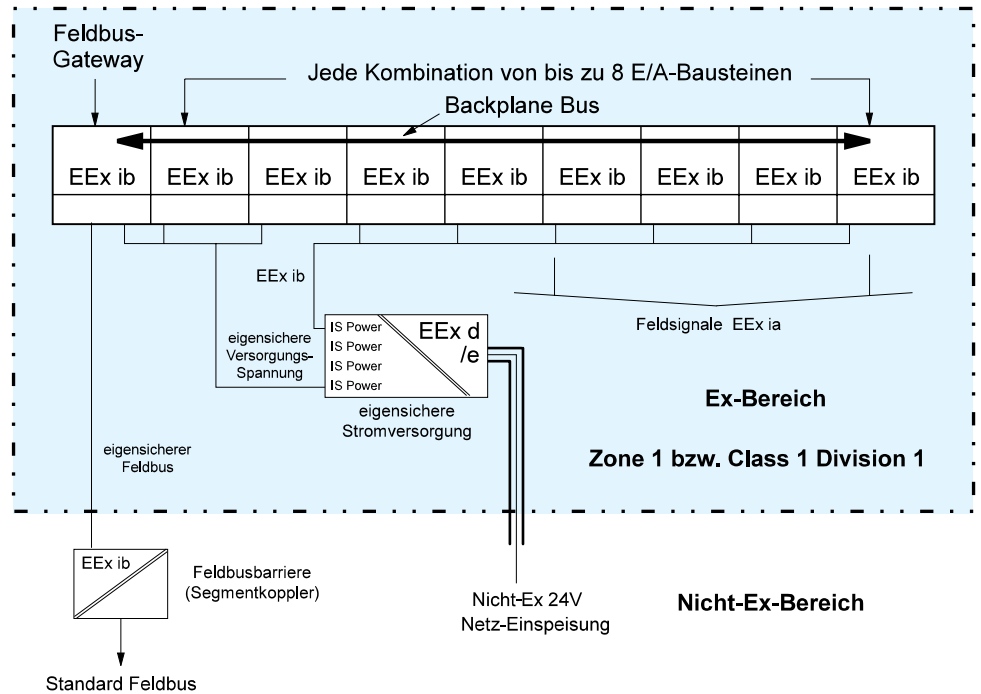 Feldbus-
Gateway
Jede Kombination von bis zu 8 E/A-Bausteinen
Backplane Bus
EEx ib EEx ib EEx ib EEx ib EEx ib EEx ib EEx ib EEx ib EEx ib
EEx ib
IS Power
IS Power
IS Power
IS Power
EEx d
/e
eigensichere
Versorgungs-
Spannung
eigensichere
Stromversorgung
Feldsignale EEx ia
Ex-Bereich
Zone 1 bzw. Class 1 Division 1
eigensicherer
Feldbus
EEx ib
Feldbusbarriere
(Segmentkoppler)
Nicht-Ex 24V
Netz-Einspeisung
Nicht-Ex-Bereich
Standard Feldbus